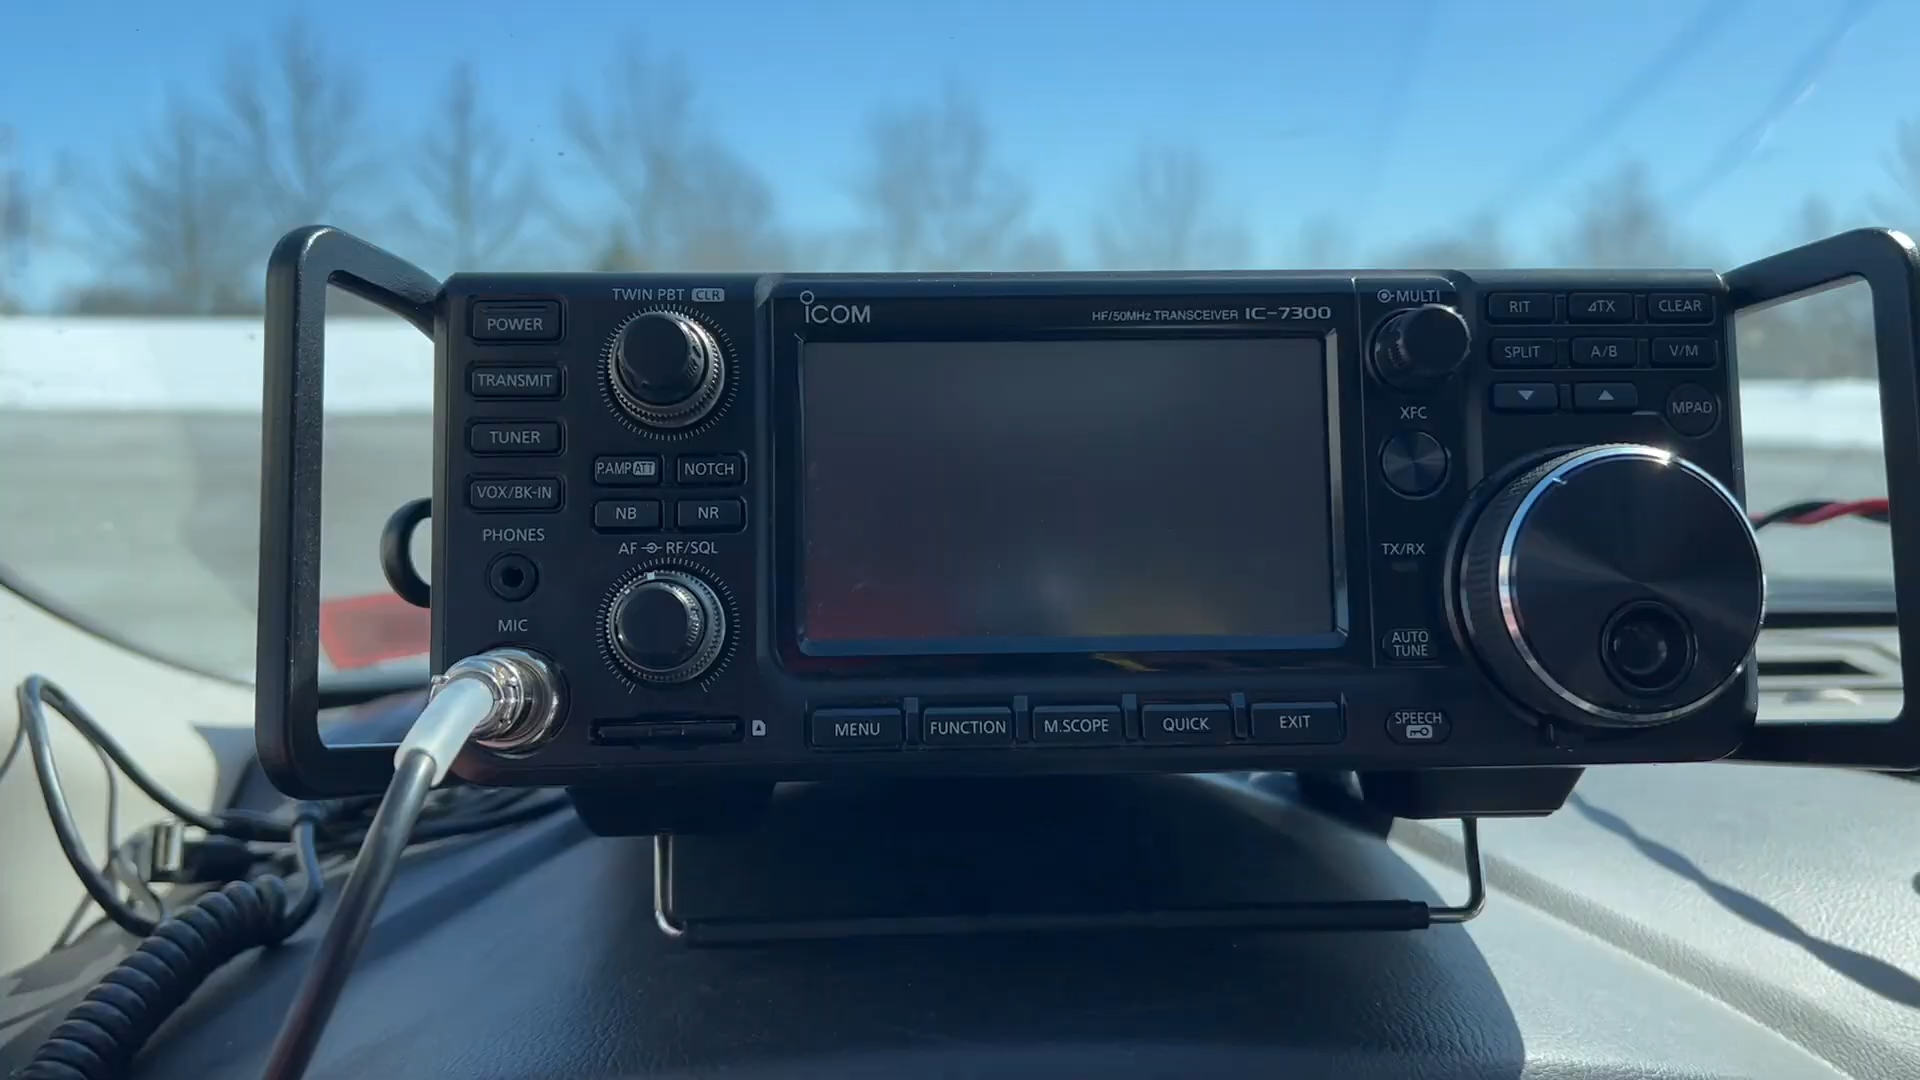 TWIN PBT CLR
POWER
TRANSMIT
TUNER
VOX/BK-IN
P.AMP ATT
NOTCH
NB
NR
PHONES
AF RF/SQL
MIC
ICOM
HF/50MHz TRANSCEIVER IC-7300
MENU
FUNCTION
M.SCOPE
QUICK
EXIT
MULTI
XFC
TX/RX
AUTO
TUNE
SPEECH
RIT
ΔTX
CLEAR
SPLIT
A/B
V/M
MPAD